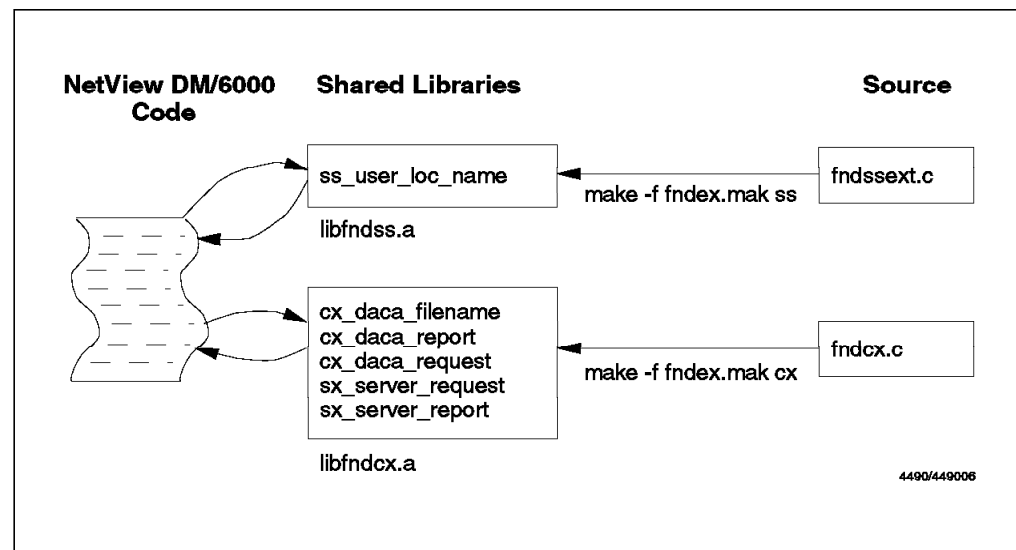 NetView DM/6000
Code
Shared Libraries
Source
ss_user_loc_name
libfndss.a
make -f fndex.mak ss
fndssext.c
cx_daca_filename
cx_daca_report
cx_daca_request
sx_server_request
sx_server_report
libfndcx.a
make -f fndex.mak cx
fndcx.c
4490/449006